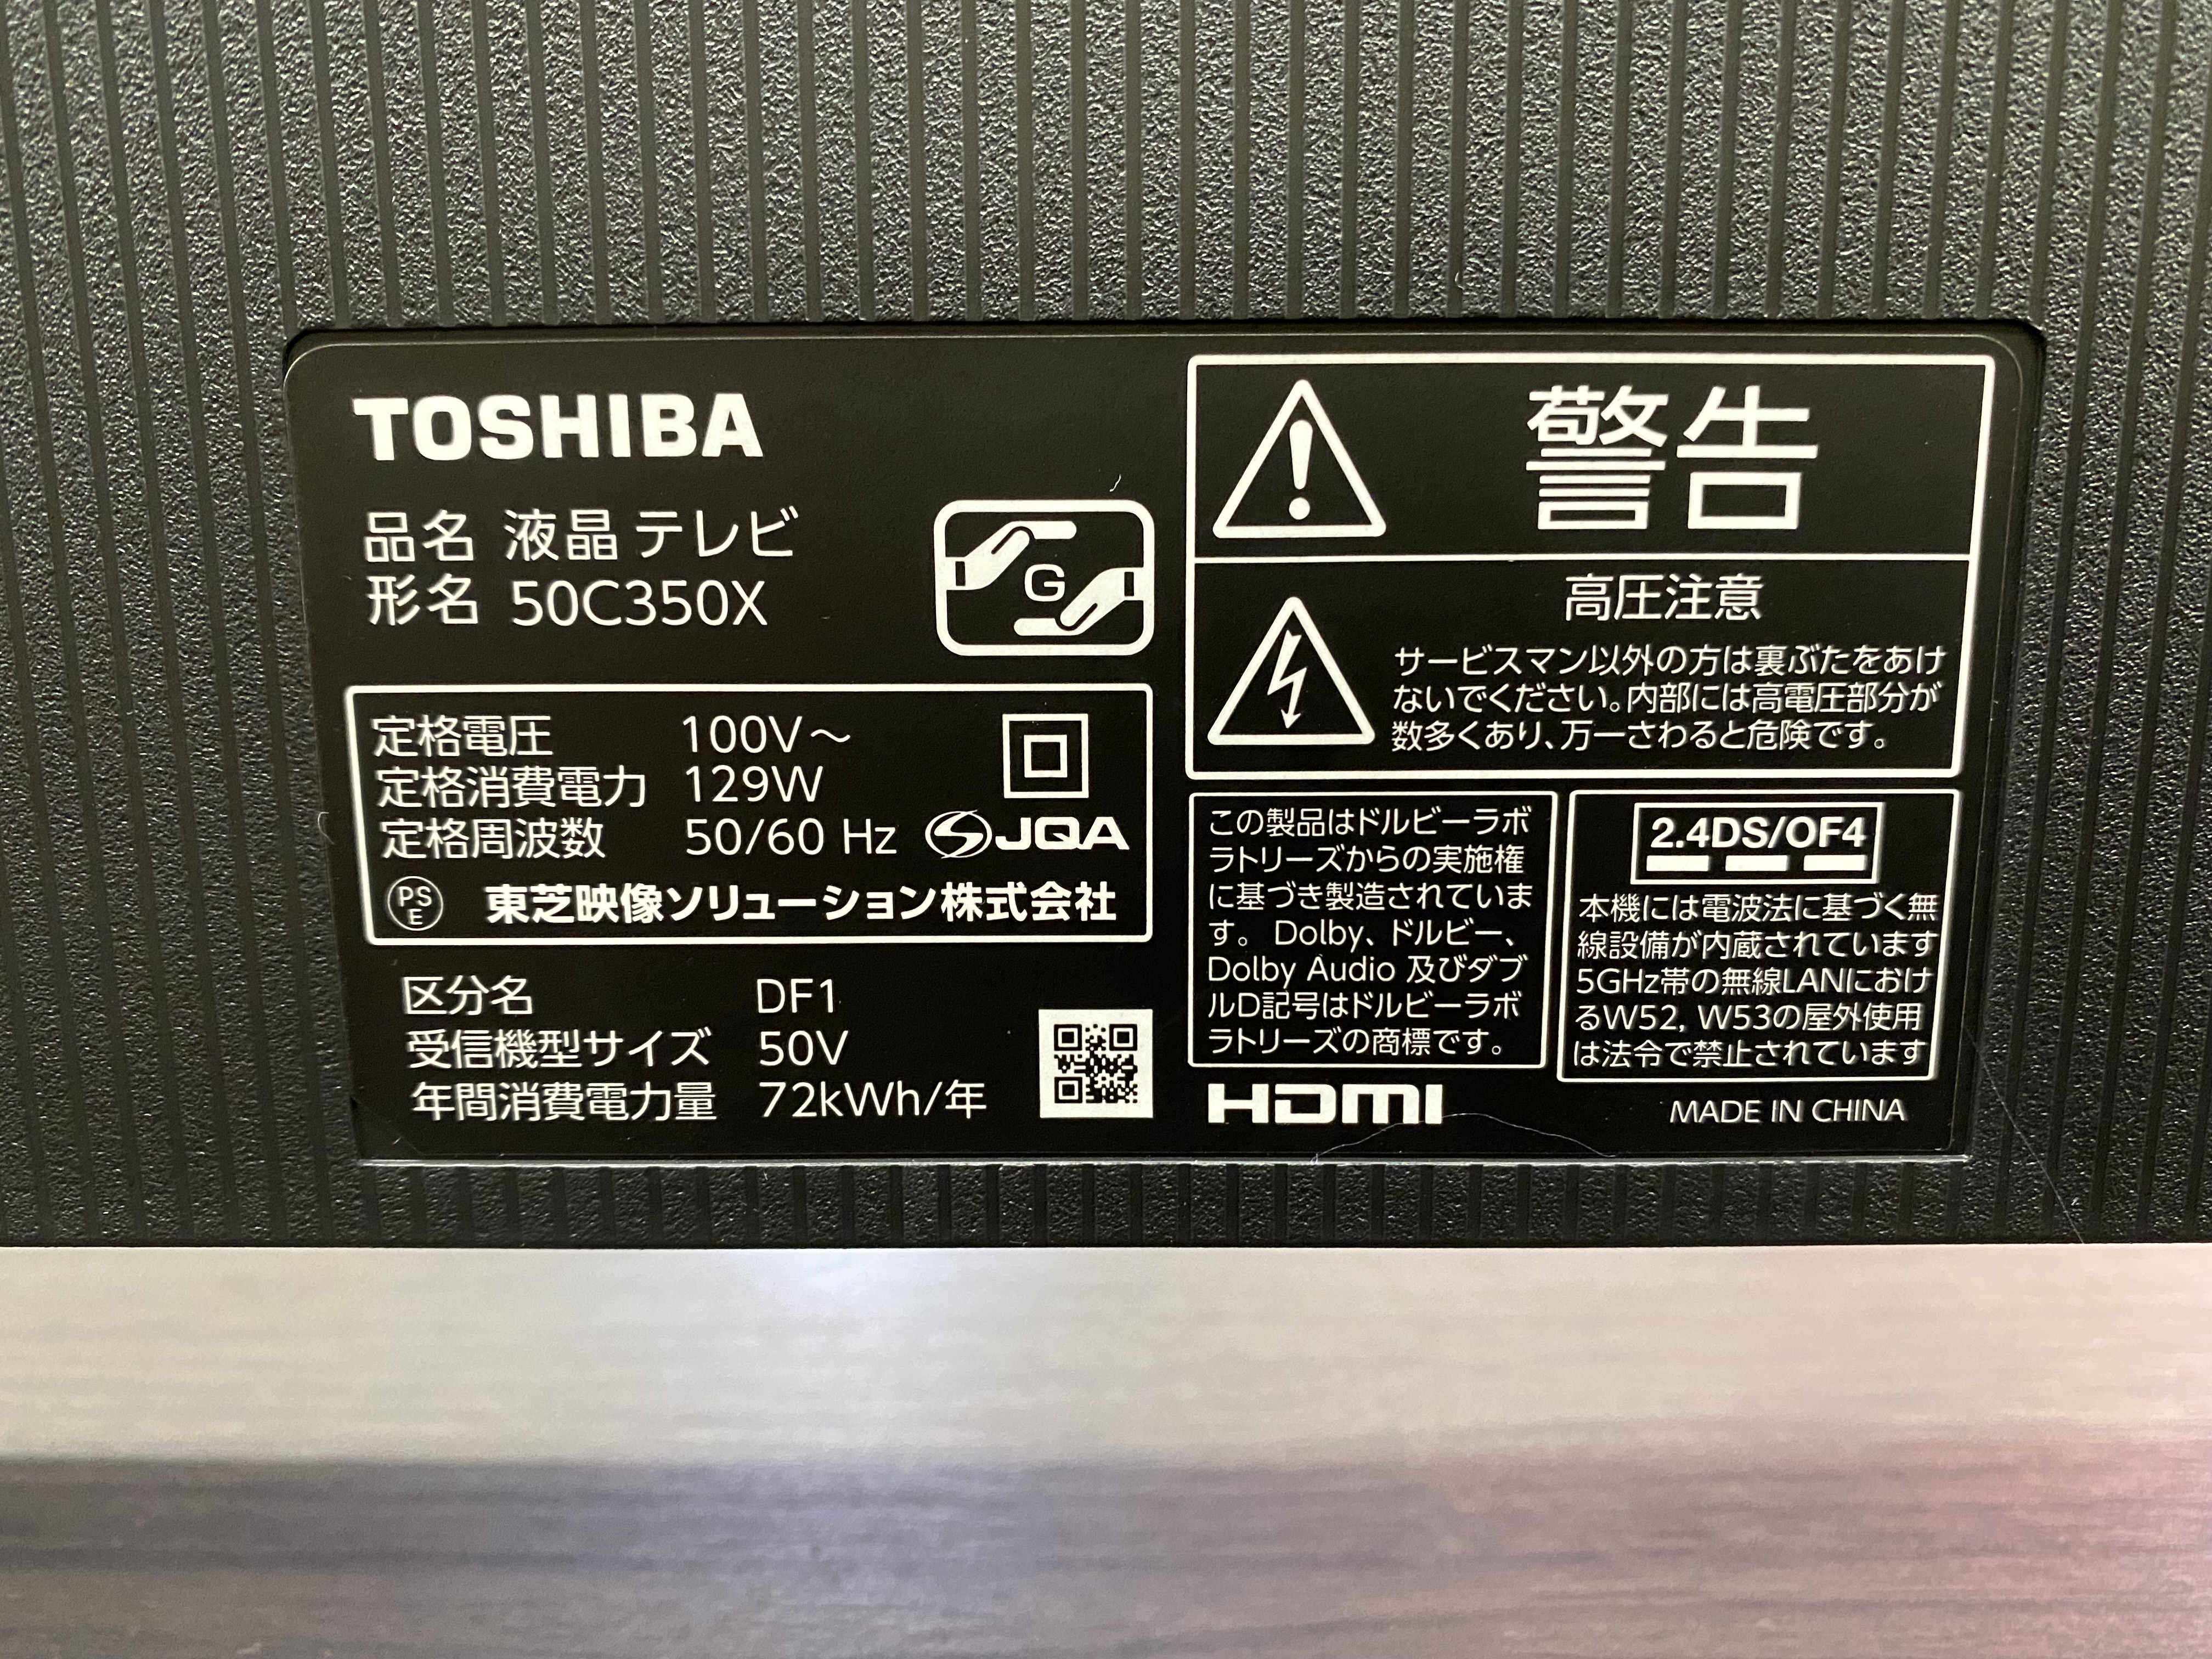 TOSHIBA
品名 液晶テレビ
形名 50C350X
G
定格電圧 100V～
定格消費電力 129W
定格周波数 50/60 Hz JQA
PS
E
東芝映像ソリューション株式会社
区分名 DF1
受信機型サイズ 50V
年間消費電力量 72kWh/年
警告
高圧注意
サービスマン以外の方は裏ぶたをあけ
ないでください。内部には高電圧部分が
数多くあり、万一さわると危険です。
この製品はドルビーラボ
ラトリーズからの実施権
に基づき製造されていま
す。 Dolby、ドルビー、
Dolby Audio 及びダブ
ルD記号はドルビーラボ
ラトリーズの商標です。
HDMI
2.4DS/OF4
本機には電波法に基づく無
線設備が内蔵されています
5GHz帯の無線LANにおけ
るW52, W53の屋外使用
は法令で禁止されています
MADE IN CHINA